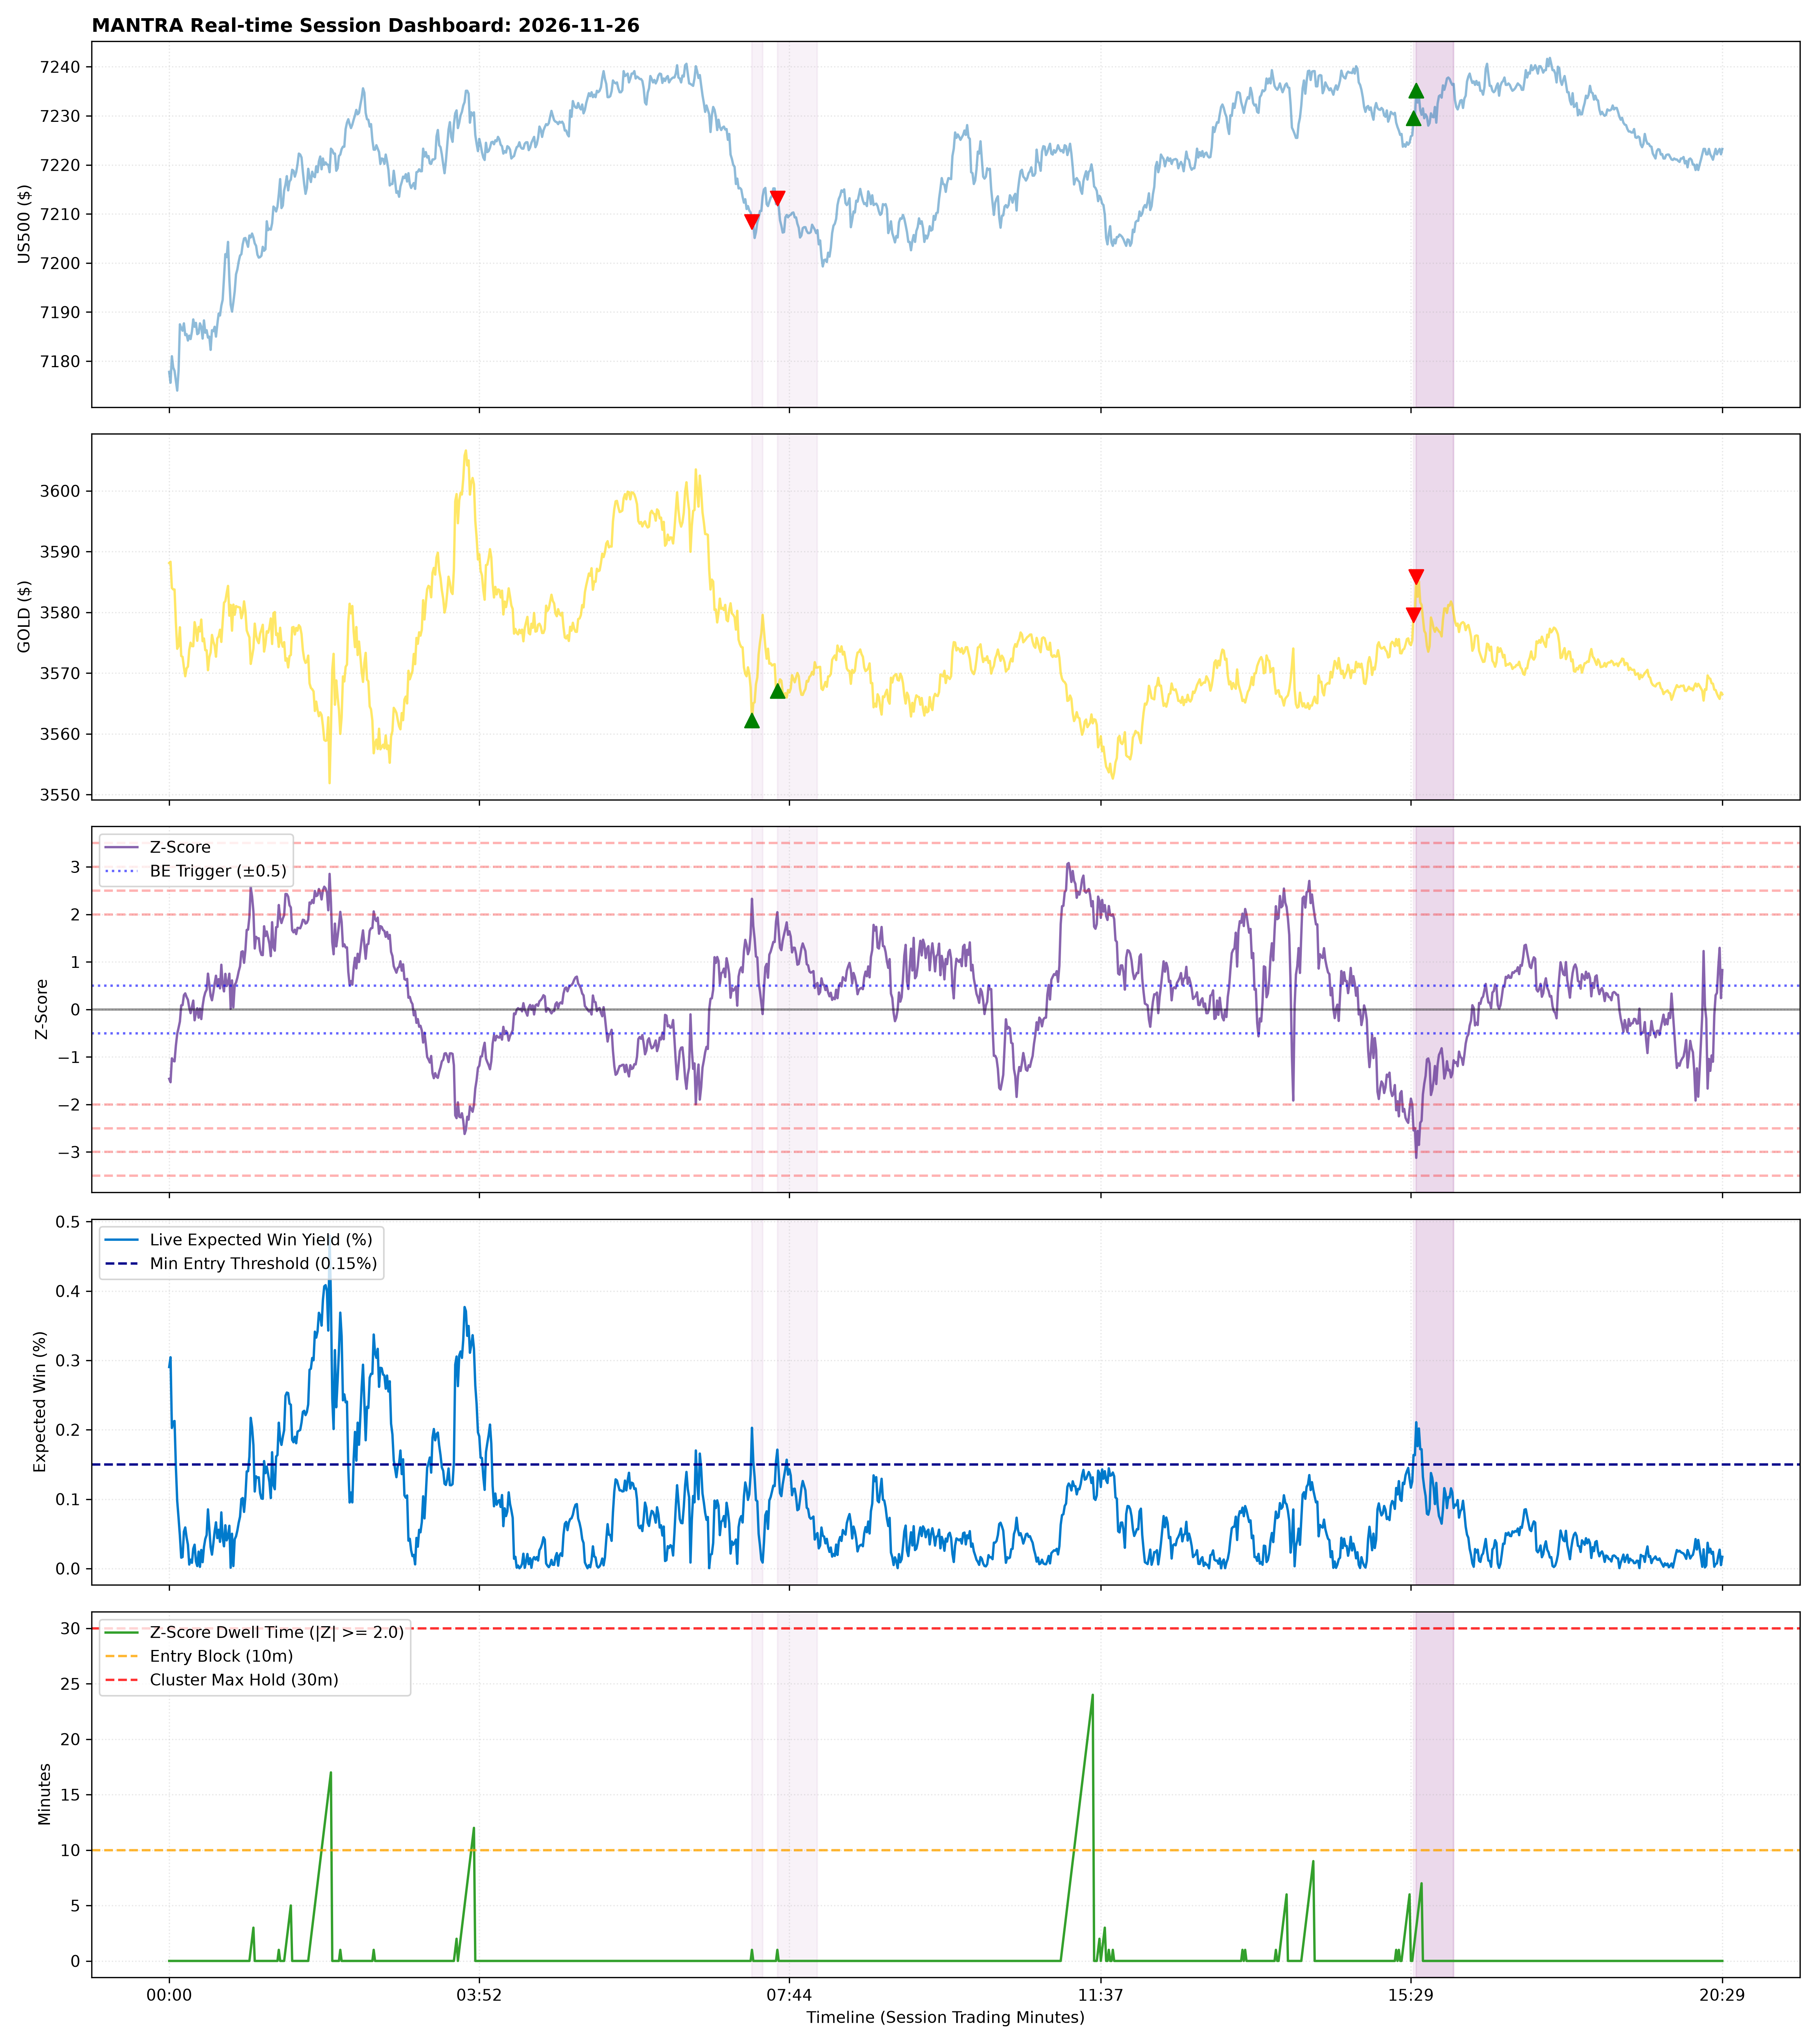 MANTRA Real-time Session Dashboard: 2026-11-26
US500 ($)
7240
7230
7220
7210
7200
7190
7180
GOLD ($)
3600
3590
3580
3570
3560
3550
Z-Score
BE Trigger (±0.5)
Z-Score
3
2
1
0
−1
−2
−3
Live Expected Win Yield (%)
Min Entry Threshold (0.15%)
Expected Win (%)
0.5
0.4
0.3
0.2
0.1
0.0
Z-Score Dwell Time (|Z| >= 2.0)
Entry Block (10m)
Cluster Max Hold (30m)
Minutes
30
25
20
15
10
5
0
00:00
03:52
07:44
11:37
15:29
20:29
Timeline (Session Trading Minutes)